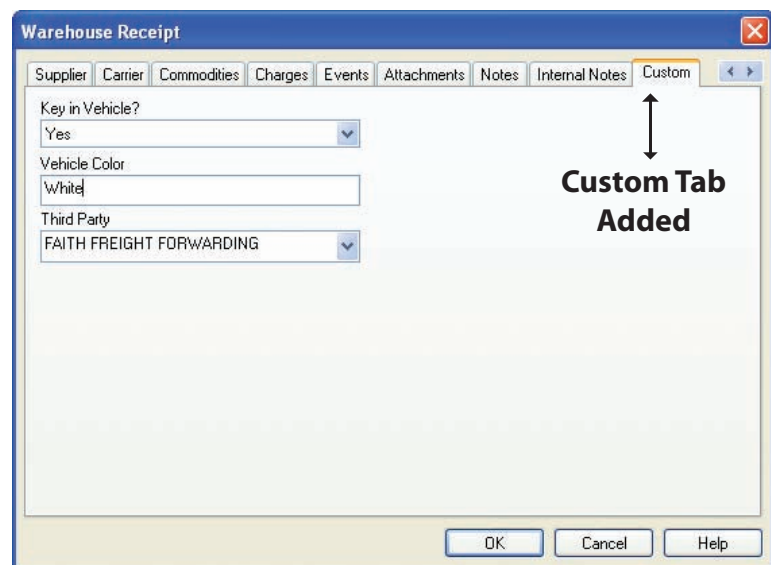 Warehouse Receipt
Supplier Carrier Commodities Charges Events Attachments Notes Internal Notes Custom
Key in Vehicle?
Yes
Vehicle Color
White
Third Party
FAITH FREIGHT FORWARDING
Custom Tab
Added
OK Cancel Help